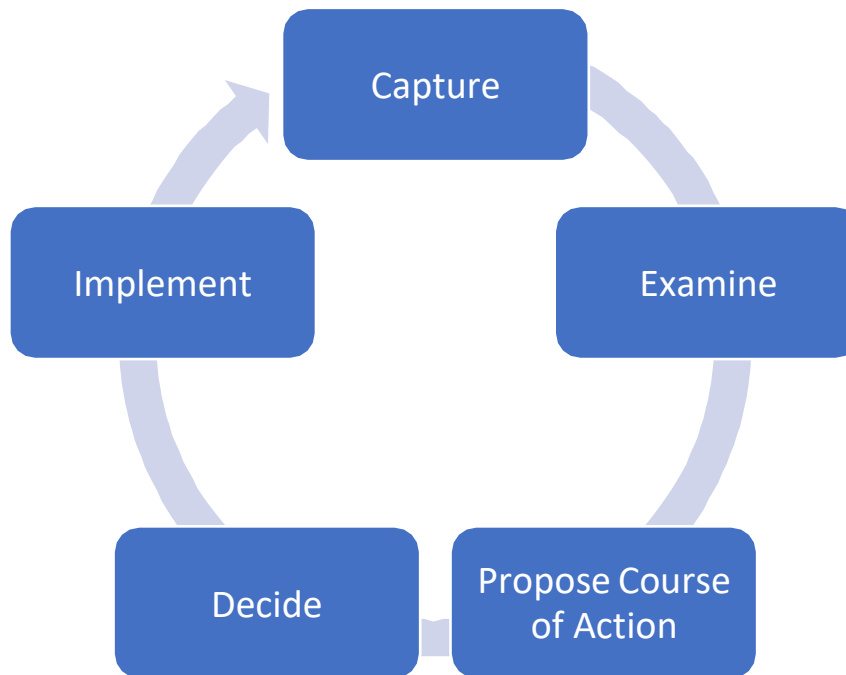 Capture
Examine
Propose Course
of Action
Decide
Implement